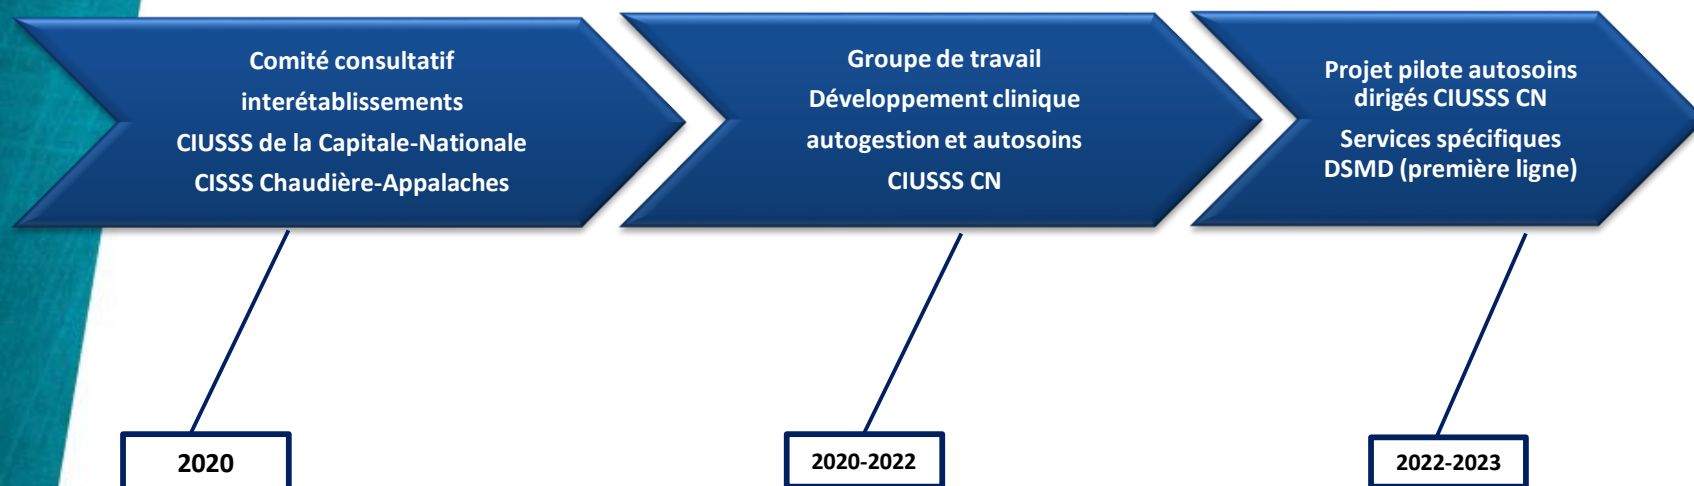 Comité consultatif
interétablissements
CIUSSS de la Capitale-Nationale
CISSS Chaudière-Appalaches
Groupe de travail
Développement clinique
autogestion et autosoins
CIUSSS CN
Projet pilote autosoins
dirigés CIUSSS CN
Services spécifiques
DSMD (première ligne)
2020
2020-2022
2022-2023